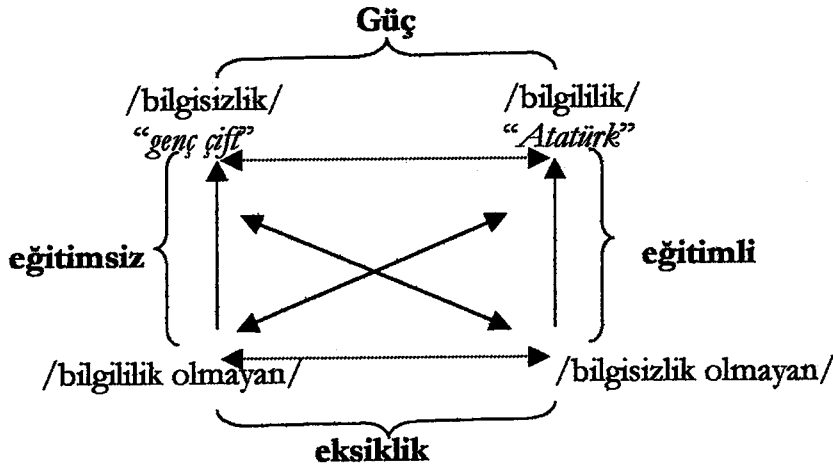 Güç
/bilgisizlik/ /bilgililik/
“genç çift” “Atatürk”
eğitimsiz eğitimli
/bilgililik olmayan/ /bilgisizlik olmayan/
eksiklik